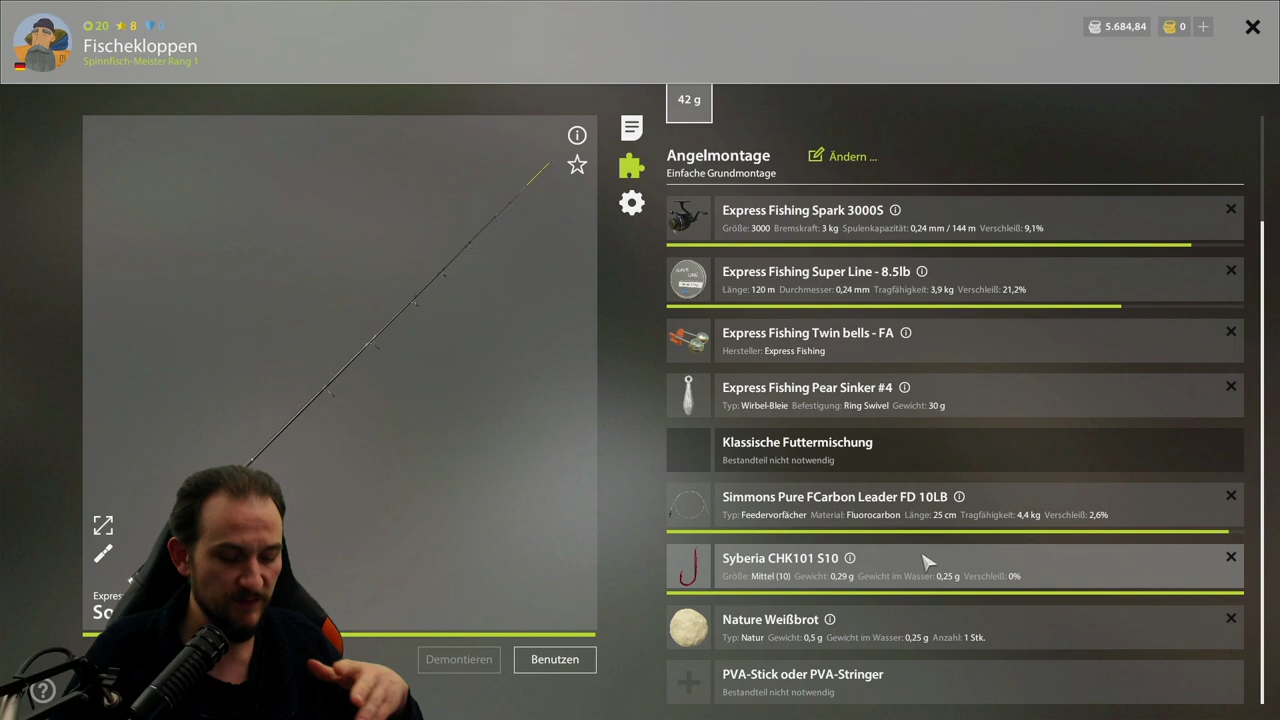 20 8 0
Fischekloppen
Spinnfisch-Meister Rang 1
5.684,84 0
42 g
Angelmontage
Ändern ...
Einfache Grundmontage
Express Fishing Spark 3000S
Größe: 3000 Bremskraft: 3 kg Spulenkapazität: 0,24 mm / 144 m Verschleiß: 9,1%
Express Fishing Super Line - 8.5lb
Länge: 120 m Durchmesser: 0,24 mm Tragfähigkeit: 3,9 kg Verschleiß: 21,2%
Express Fishing Twin bells - FA
Hersteller: Express Fishing
Express Fishing Pear Sinker #4
Typ: Wirbel-Bleie Befestigung: Ring Swivel Gewicht: 30 g
Klassische Futtermischung
Bestandteil nicht notwendig
Simmons Pure FCarbon Leader FD 10LB
Typ: Feedervorfächer Material: Fluorocarbon Länge: 25 cm Tragfähigkeit: 4,4 kg Verschleiß: 2,6%
Syberia CHK101 S10
Größe: Mittel (10) Gewicht: 0,29 g Gewicht im Wasser: 0,25 g Verschleiß: 0%
Nature Weißbrot
Typ: Natur Gewicht: 0,5 g Gewicht im Wasser: 0,25 g Anzahl: 1 Stk.
PVA-Stick oder PVA-Stringer
Bestandteil nicht notwendig
Demontieren
Benutzen